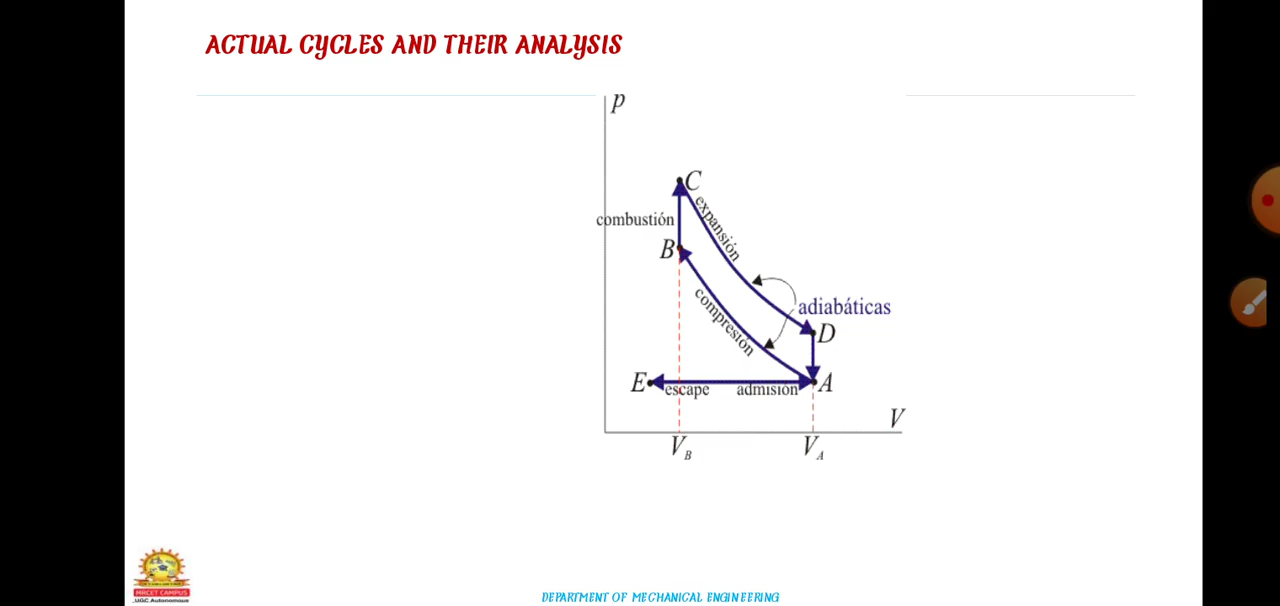 ACTUAL CYCLES AND THEIR ANALYSIS
p
C
combustión
expansión
B
compresión
adiabáticas
D
E
escape
admisión
A
V
V_B
V_A
MRCET CAMPUS
UGC Autonomous
DEPARTMENT OF MECHANICAL ENGINEERING